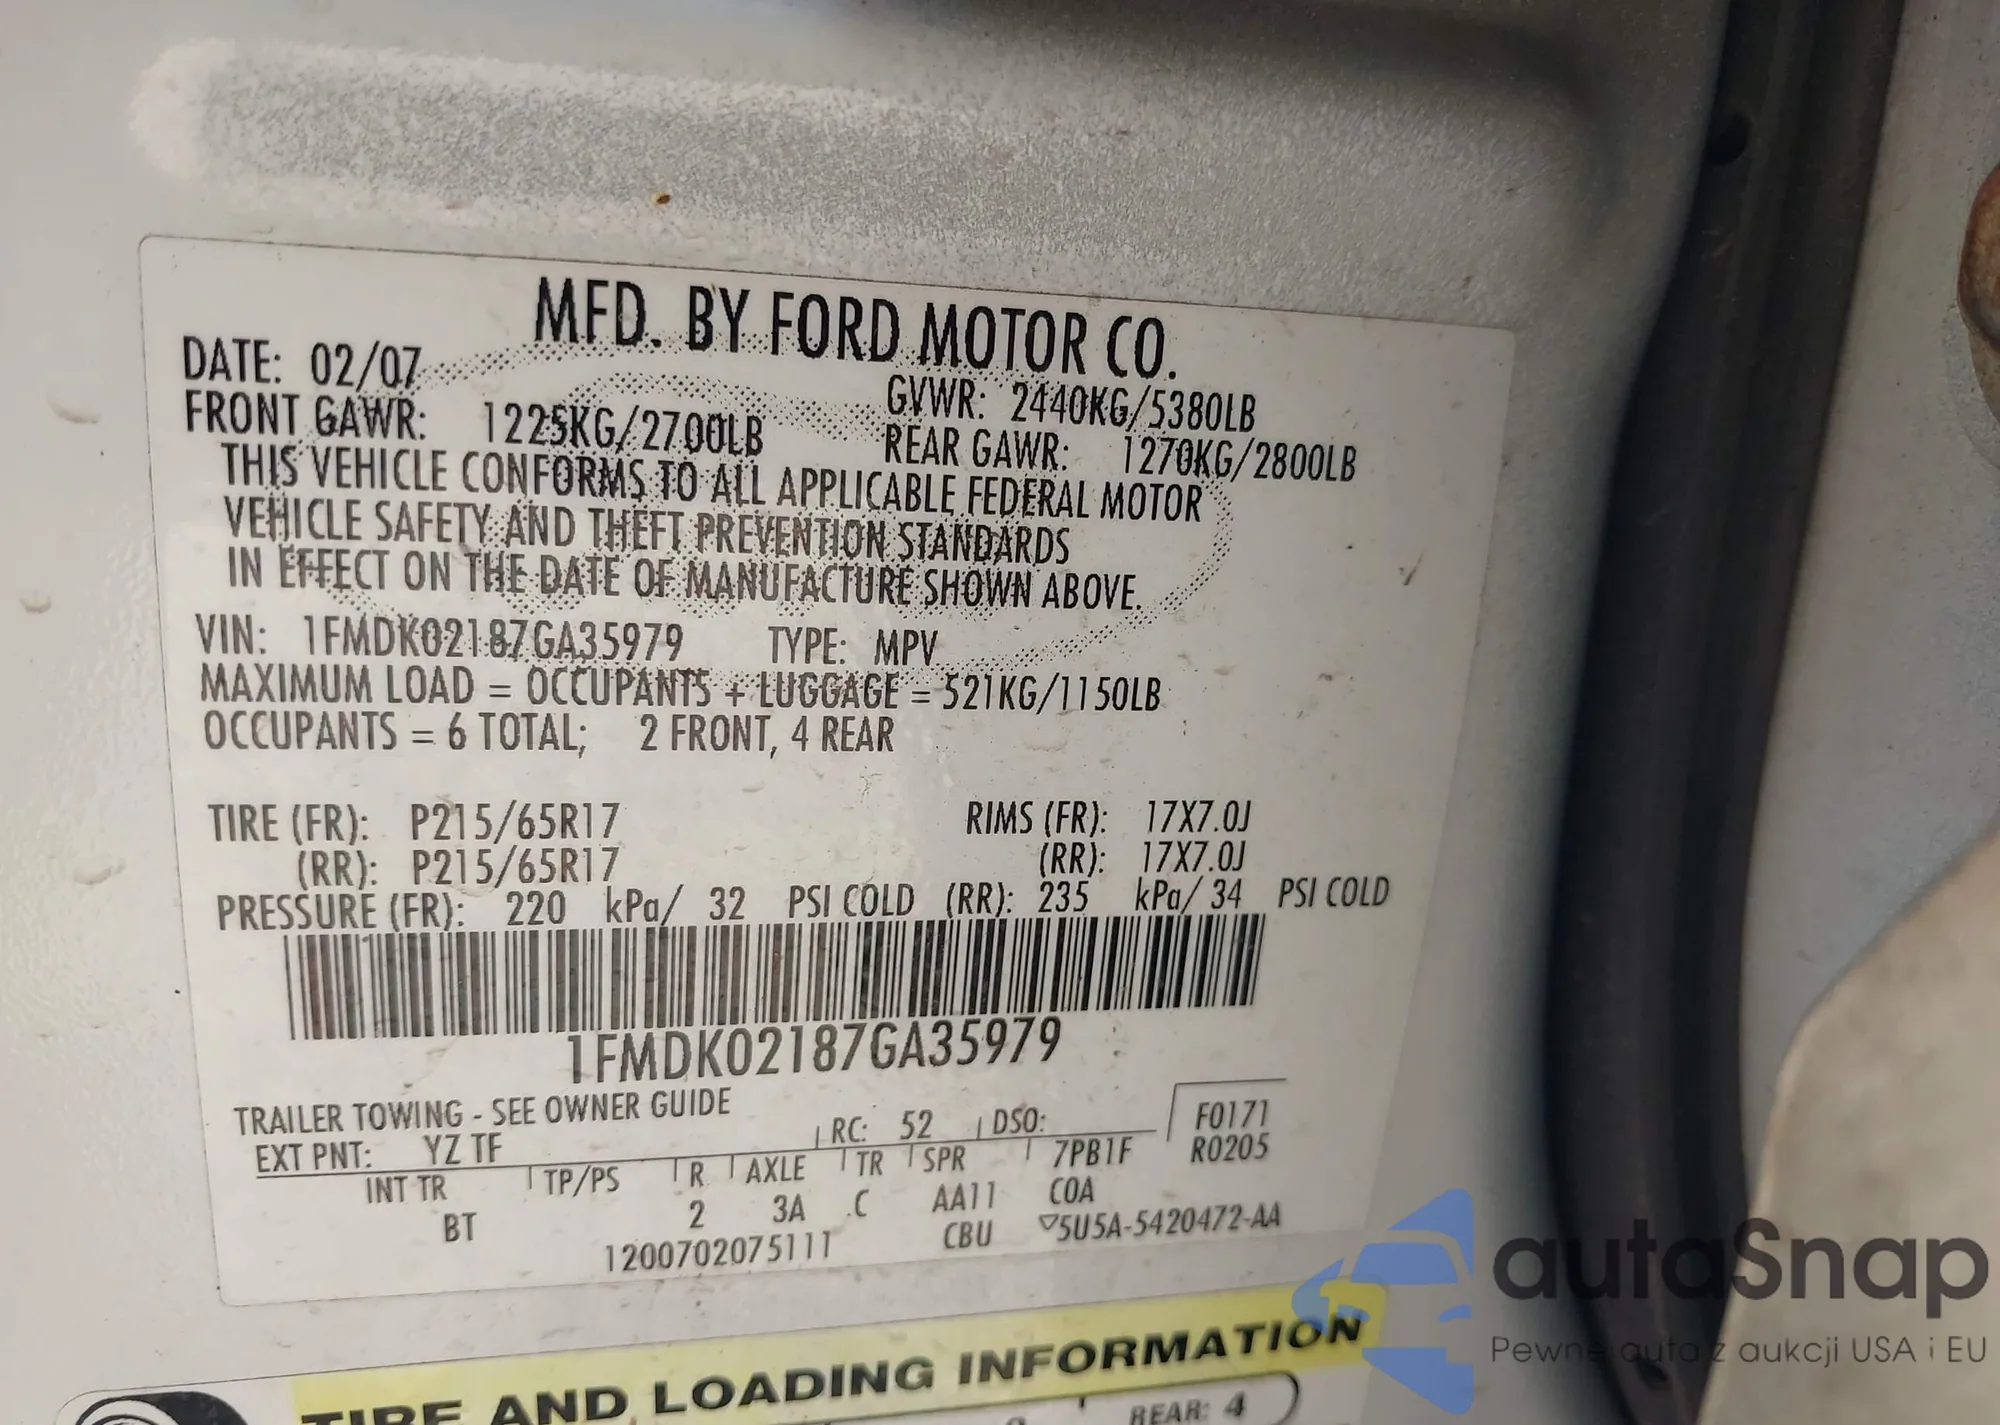 MFD. BY FORD MOTOR CO.
DATE: 02/07
GVWR: 2440KG/5380LB
FRONT GAWR: 1225KG/2700LB
REAR GAWR: 1270KG/2800LB
THIS VEHICLE CONFORMS TO ALL APPLICABLE FEDERAL MOTOR
VEHICLE SAFETY AND THEFT PREVENTION STANDARDS
IN EFFECT ON THE DATE OF MANUFACTURE SHOWN ABOVE.
VIN: 1FMDK02187GA35979 TYPE: MPV
MAXIMUM LOAD = OCCUPANTS + LUGGAGE = 521KG/1150LB
OCCUPANTS = 6 TOTAL; 2 FRONT, 4 REAR
TIRE (FR): P215/65R17 RIMS (FR): 17X7.0J
(RR): P215/65R17 (RR): 17X7.0J
PRESSURE (FR): 220 kPa/ 32 PSI COLD (RR): 235 kPa/ 34 PSI COLD
1FMDK02187GA35979
TRAILER TOWING - SEE OWNER GUIDE
EXT PNT: YZ TF RC: 52 DSO: F0171
INT TR TP/PS R AXLE TR SPR 7PB1F R0205
BT 2 3A C AA11 COA
1200702075111 CBU ▽5U5A-5420472-AA
TIRE AND LOADING INFORMATION
REAR: 4
autaSnap
Pewne auta z aukcji USA i EU